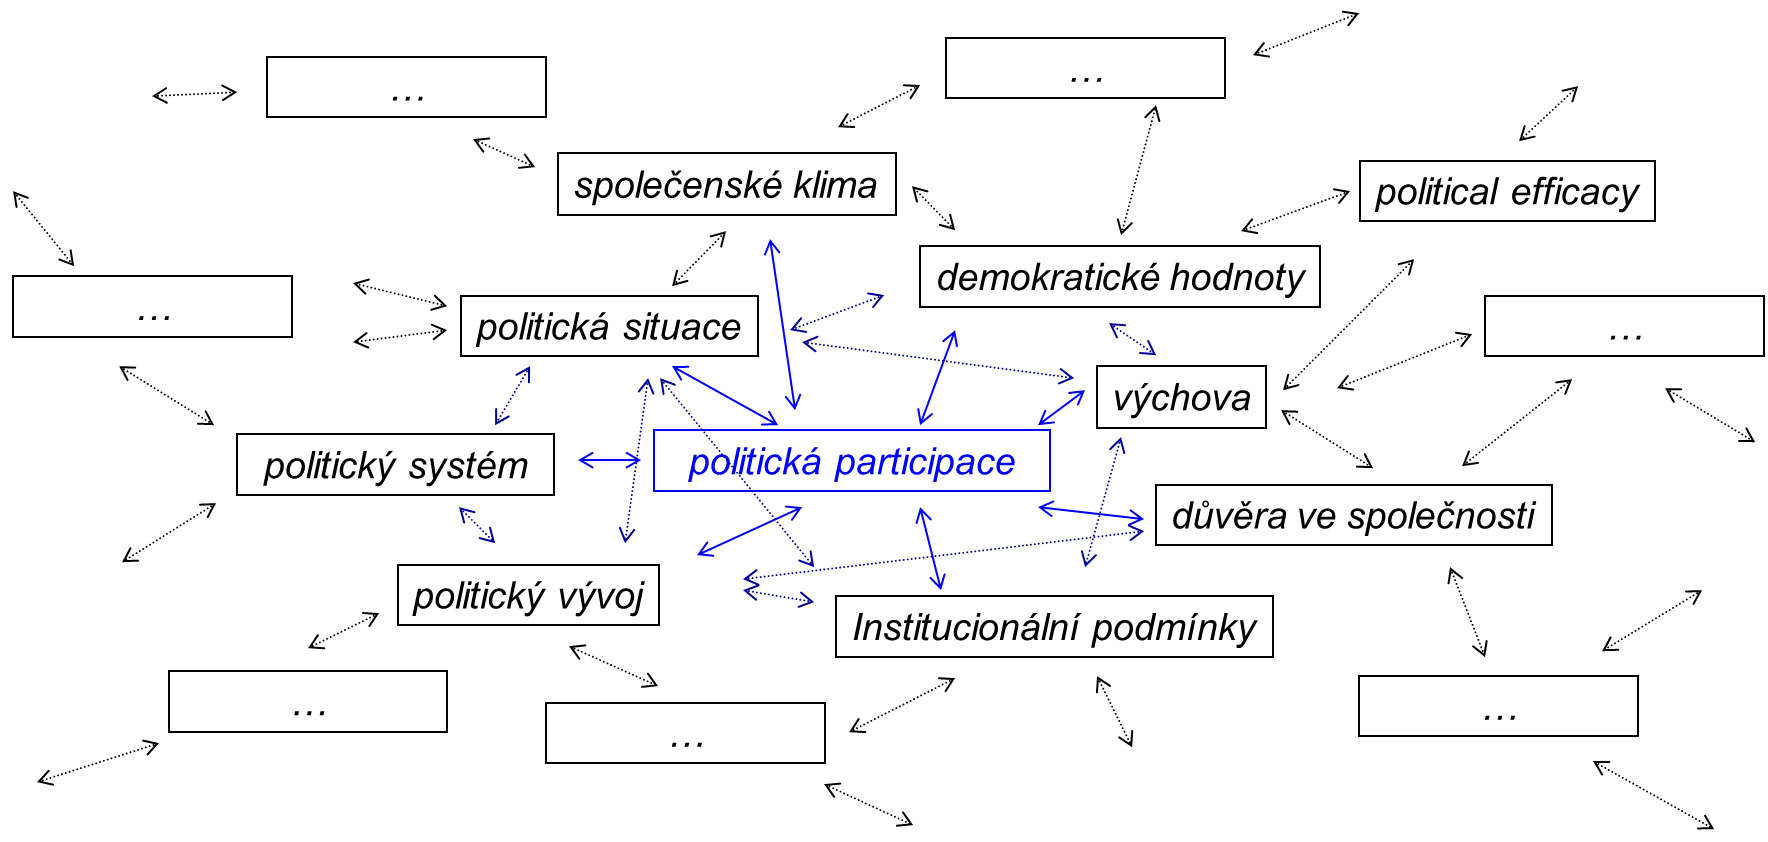 …
…
společenské klima
political efficacy
demokratické hodnoty
…
politická situace
…
výchova
politický systém
politická participace
důvěra ve společnosti
politický vývoj
Institucionální podmínky
…
…
…